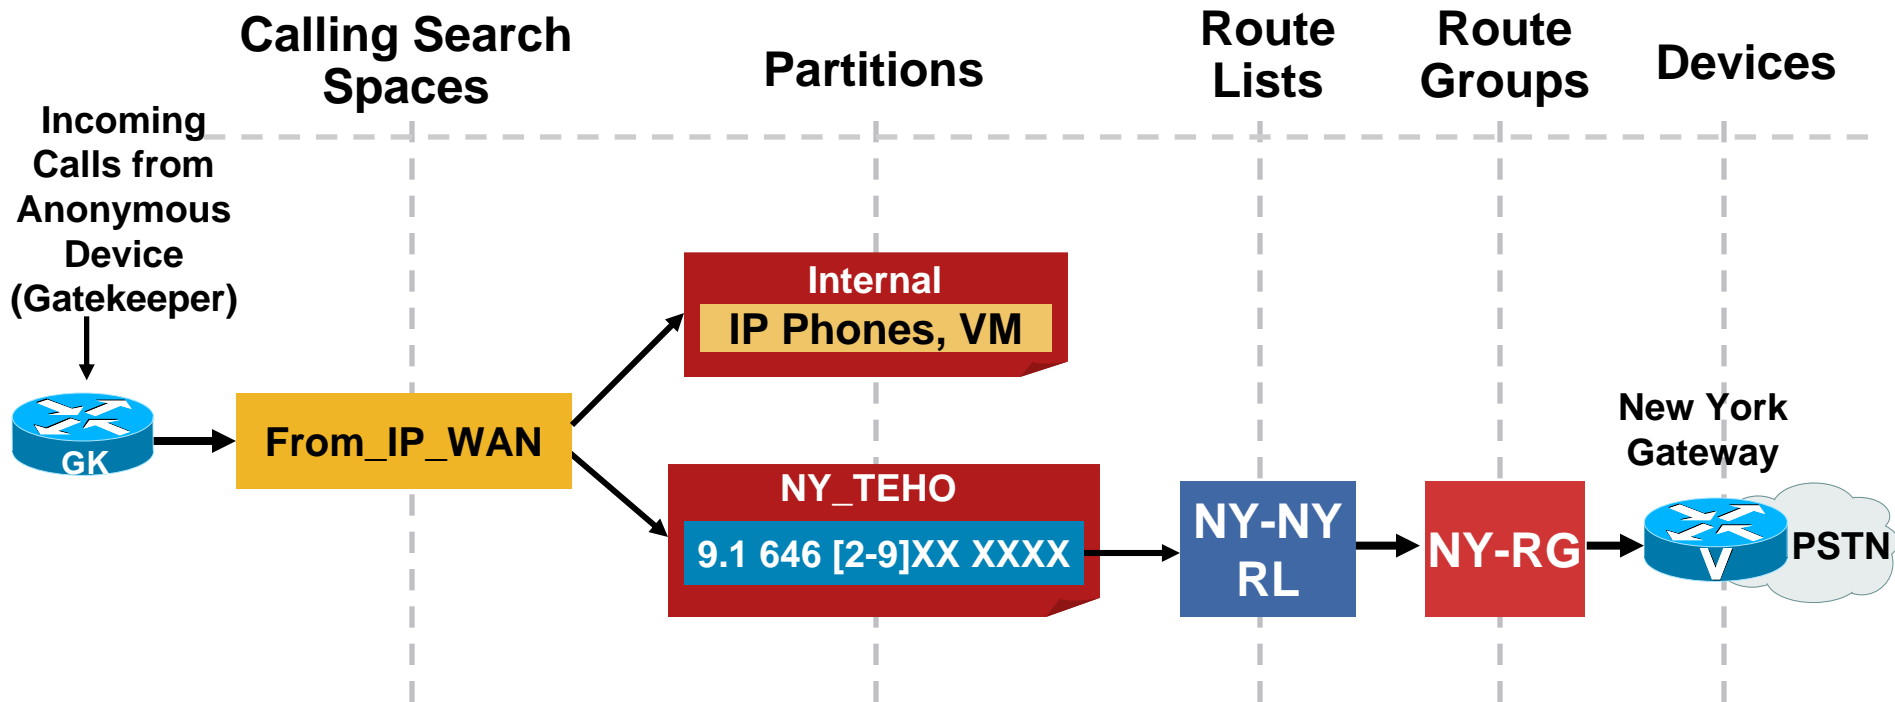 Calling Search
Spaces
Partitions
Route
Lists
Route
Groups
Devices
Incoming
Calls from
Anonymous
Device
(Gatekeeper)
GK
From_IP_WAN
Internal
IP Phones, VM
NY_TEHO
9.1 646 [2-9]XX XXXX
NY-NY
RL
NY-RG
New York
Gateway
V
PSTN